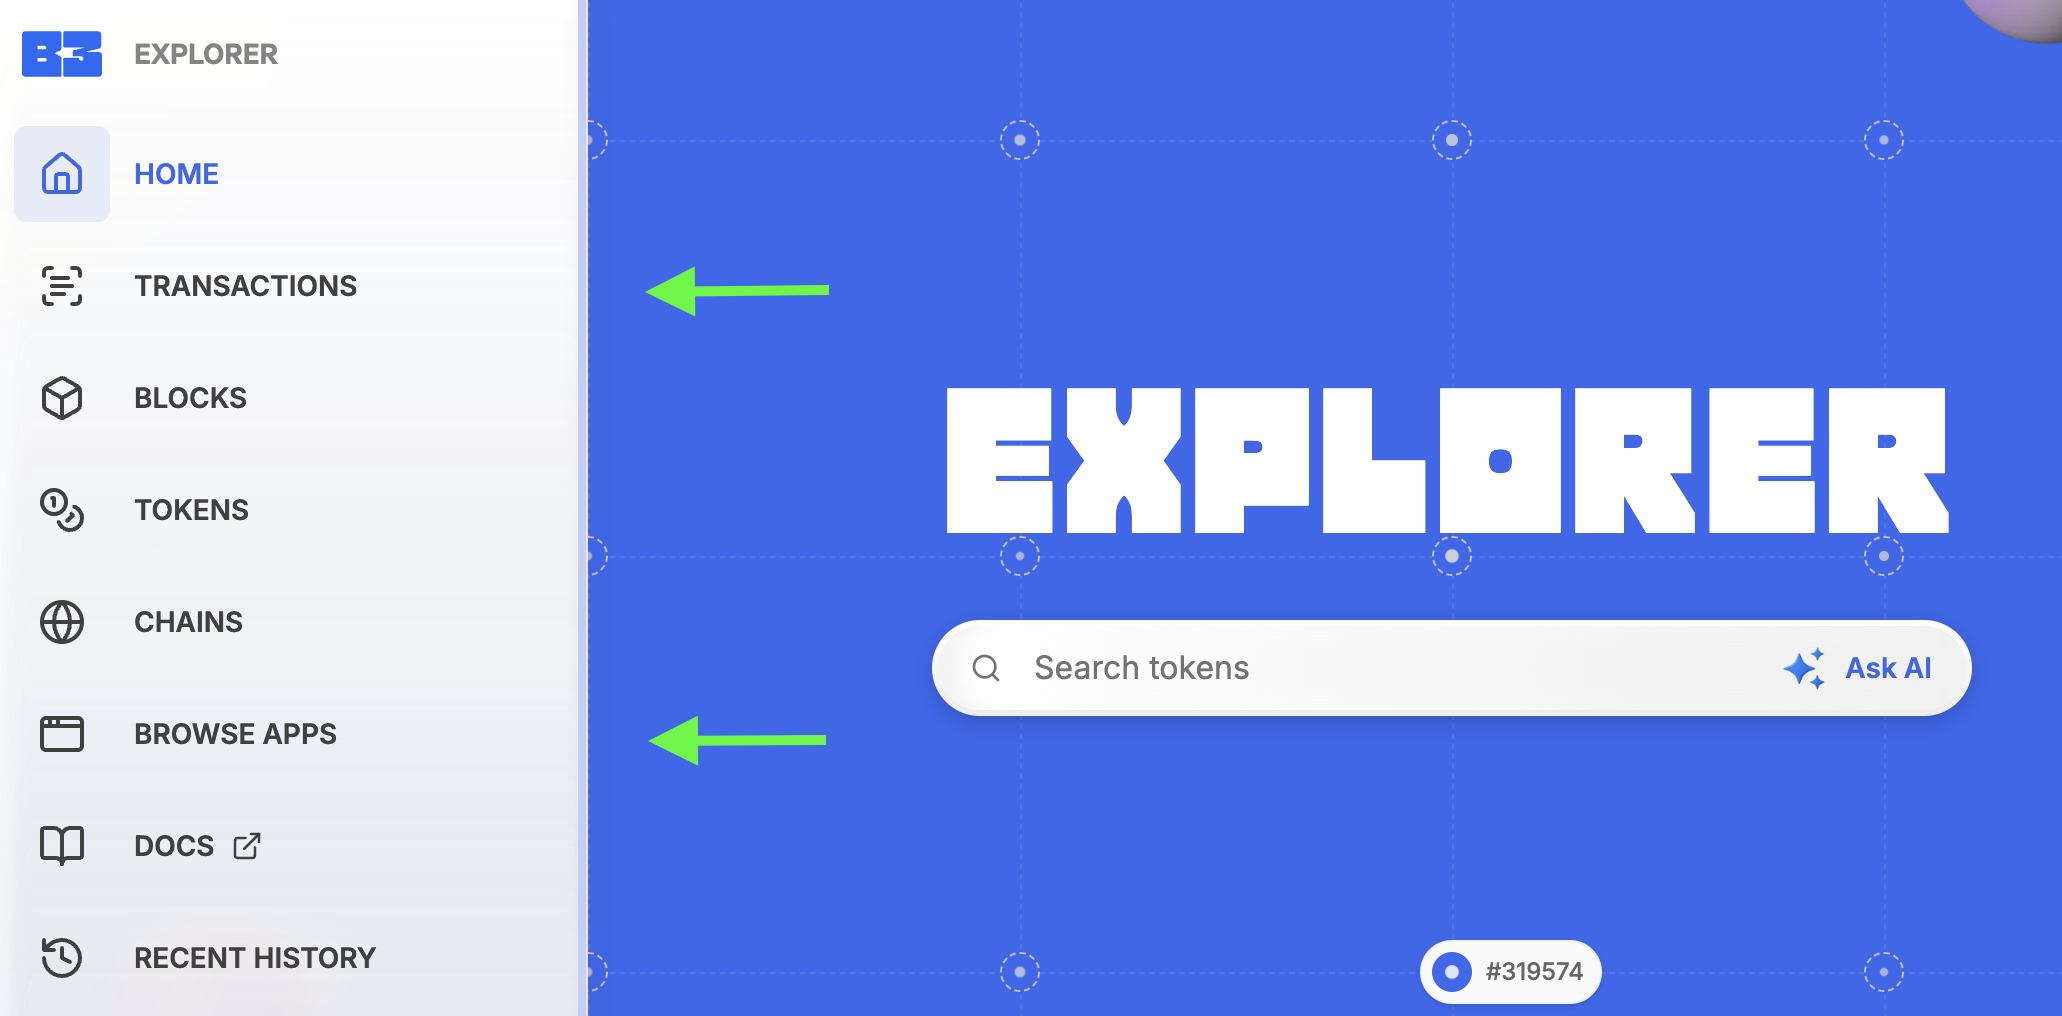 B3 EXPLORER
HOME
TRANSACTIONS
BLOCKS
TOKENS
CHAINS
BROWSE APPS
DOCS
RECENT HISTORY
EXPLORER
Search tokens
Ask AI
#319574